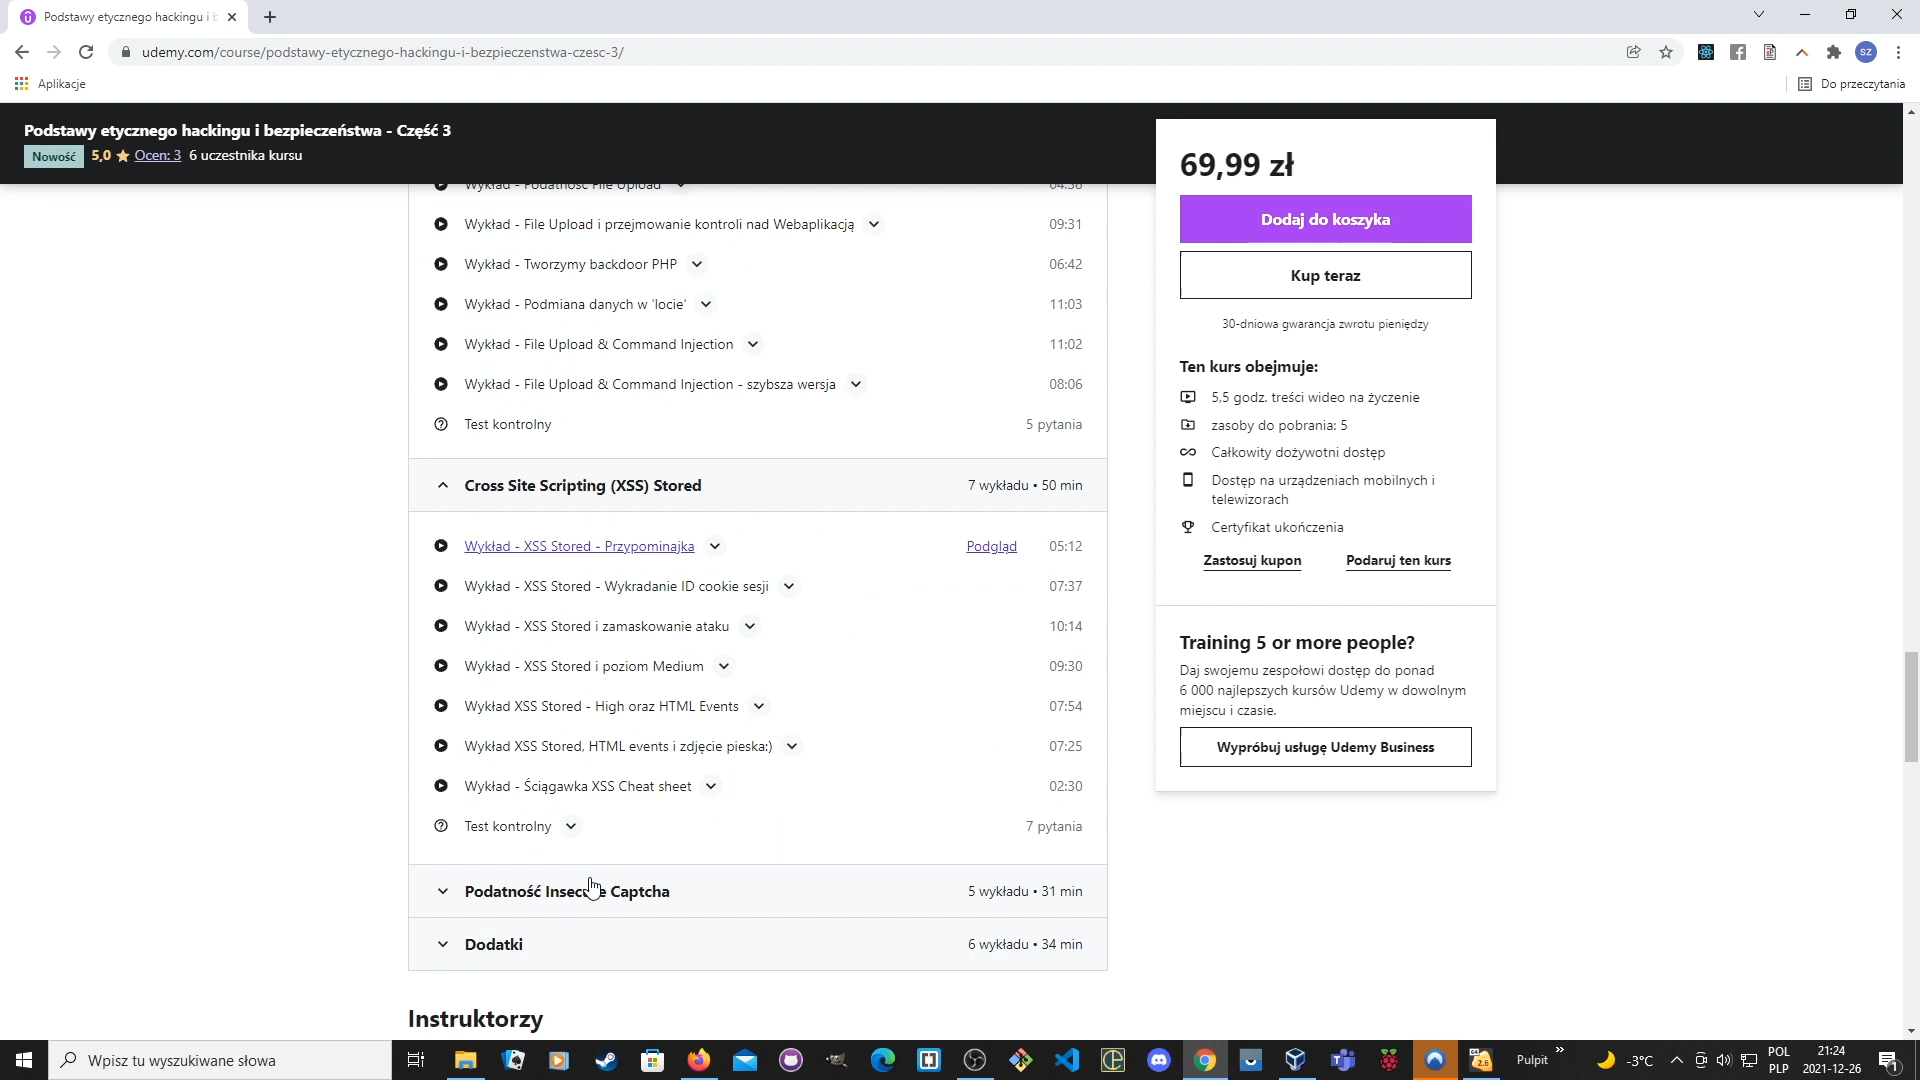 Podstawy etycznego hackingu i b
udemy.com/course/podstawy-etycznego-hackingu-i-bezpieczenstwa-czesc-3/
SZ
Aplikacje
Do przeczytania
Podstawy etycznego hackingu i bezpieczeństwa - Część 3
Nowość 5,0 Ocen: 3 6 uczestnika kursu
Wykład - Podatność File Upload 04:38
Wykład - File Upload i przejmowanie kontroli nad Webaplikacją 09:31
Wykład - Tworzymy backdoor PHP 06:42
Wykład - Podmiana danych w 'locie' 11:03
Wykład - File Upload & Command Injection 11:02
Wykład - File Upload & Command Injection - szybsza wersja 08:06
Test kontrolny 5 pytania
Cross Site Scripting (XSS) Stored 7 wykładu • 50 min
Wykład - XSS Stored - Przypominajka Podgląd 05:12
Wykład - XSS Stored - Wykradanie ID cookie sesji 07:37
Wykład - XSS Stored i zamaskowanie ataku 10:14
Wykład - XSS Stored i poziom Medium 09:30
Wykład XSS Stored - High oraz HTML Events 07:54
Wykład XSS Stored, HTML events i zdjęcie pieska:) 07:25
Wykład - Ściągawka XSS Cheat sheet 02:30
Test kontrolny 7 pytania
Podatność Insecure Captcha 5 wykładu • 31 min
Dodatki 6 wykładu • 34 min
Instruktorzy
69,99 zł
Dodaj do koszyka
Kup teraz
30-dniowa gwarancja zwrotu pieniędzy
Ten kurs obejmuje:
5,5 godz. treści wideo na życzenie
zasoby do pobrania: 5
Całkowity dożywotni dostęp
Dostęp na urządzeniach mobilnych i
telewizorach
Certyfikat ukończenia
Zastosuj kupon Podaruj ten kurs
Training 5 or more people?
Daj swojemu zespołowi dostęp do ponad
6 000 najlepszych kursów Udemy w dowolnym
miejscu i czasie.
Wypróbuj usługę Udemy Business
Wpisz tu wyszukiwane słowa
Pulpit
-3°C
POL
PLP
21:24
2021-12-26
1